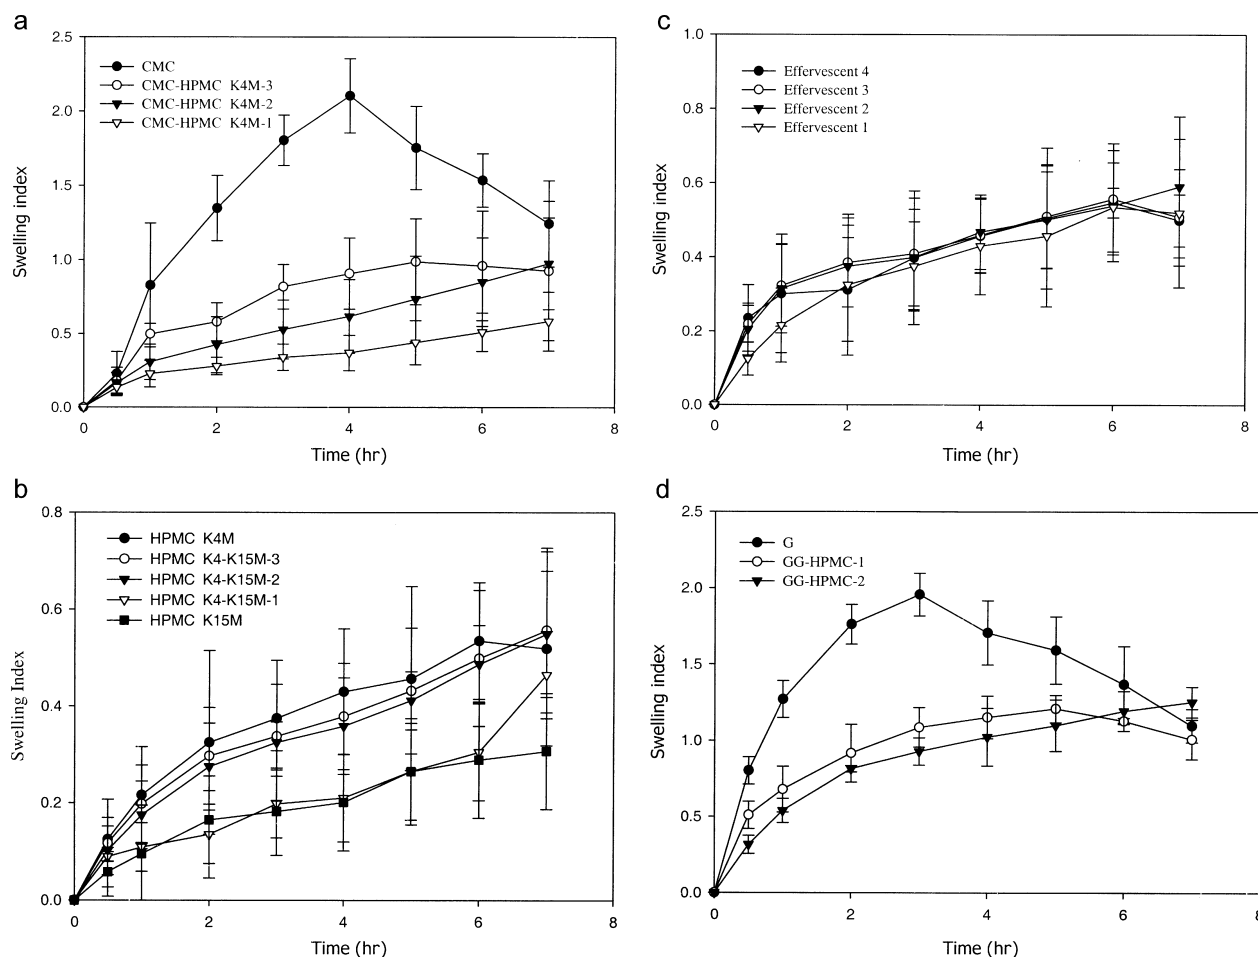 a
2.5
2.0
1.5
1.0
0.5
0.0
Swelling index
CMC
CMC-HPMC K4M-3
CMC-HPMC K4M-2
CMC-HPMC K4M-1
0 2 4 6 8
Time (hr)
c
1.0
0.8
0.6
0.4
0.2
0.0
Swelling index
Effervescent 4
Effervescent 3
Effervescent 2
Effervescent 1
0 2 4 6 8
Time (hr)
b
0.8
0.6
0.4
0.2
0.0
Swelling Index
HPMC K4M
HPMC K4-K15M-3
HPMC K4-K15M-2
HPMC K4-K15M-1
HPMC K15M
0 2 4 6 8
Time (hr)
d
2.5
2.0
1.5
1.0
0.5
0.0
Swelling index
G
GG-HPMC-1
GG-HPMC-2
0 2 4 6 8
Time (hr)